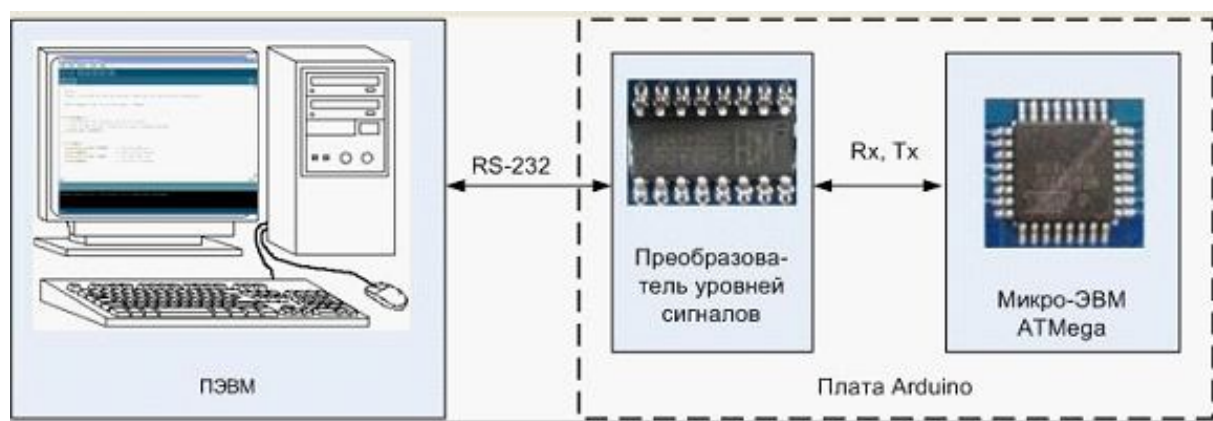 RS-232
Rx, Tx
Преобразова-
тель уровней
сигналов
Микро-ЭВМ
ATMega
ПЭВМ
Плата Arduino